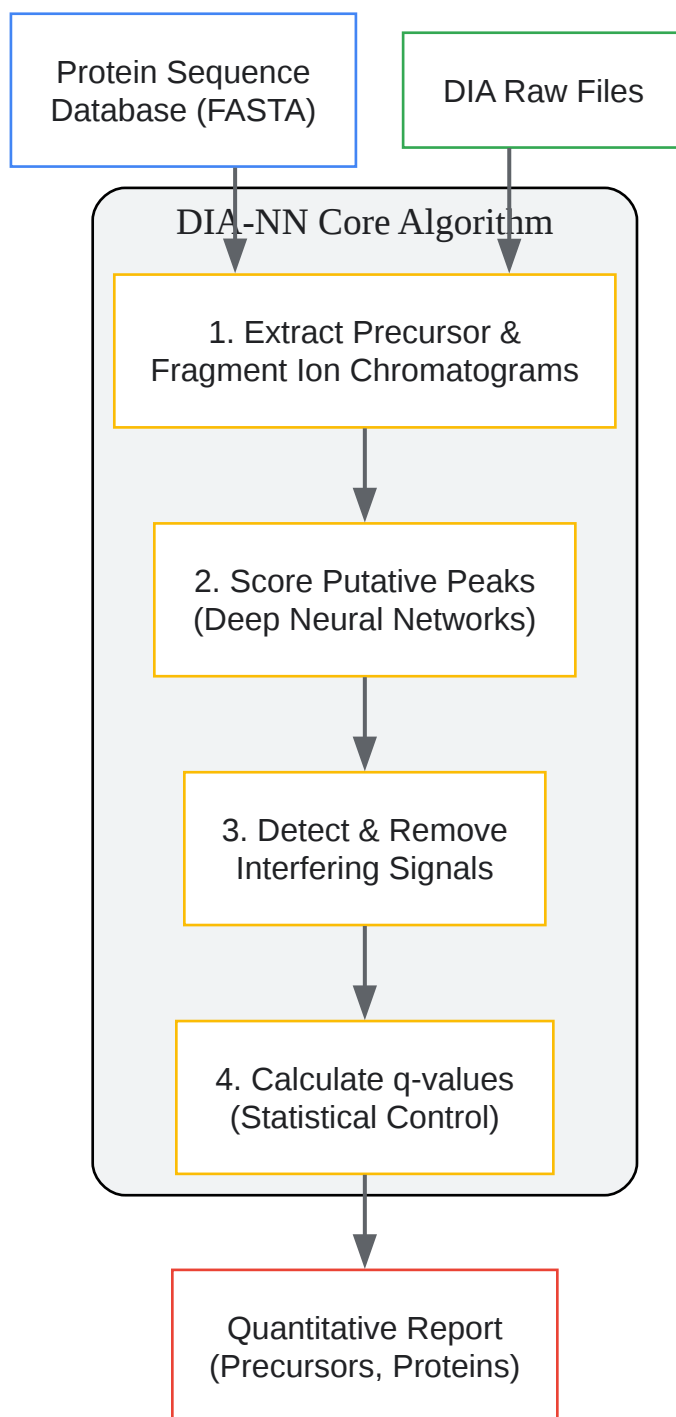 Protein Sequence
Database (FASTA)
DIA Raw Files
DIA-NN Core Algorithm
1. Extract Precursor &
Fragment Ion Chromatograms
2. Score Putative Peaks
(Deep Neural Networks)
3. Detect & Remove
Interfering Signals
4. Calculate q-values
(Statistical Control)
Quantitative Report
(Precursors, Proteins)